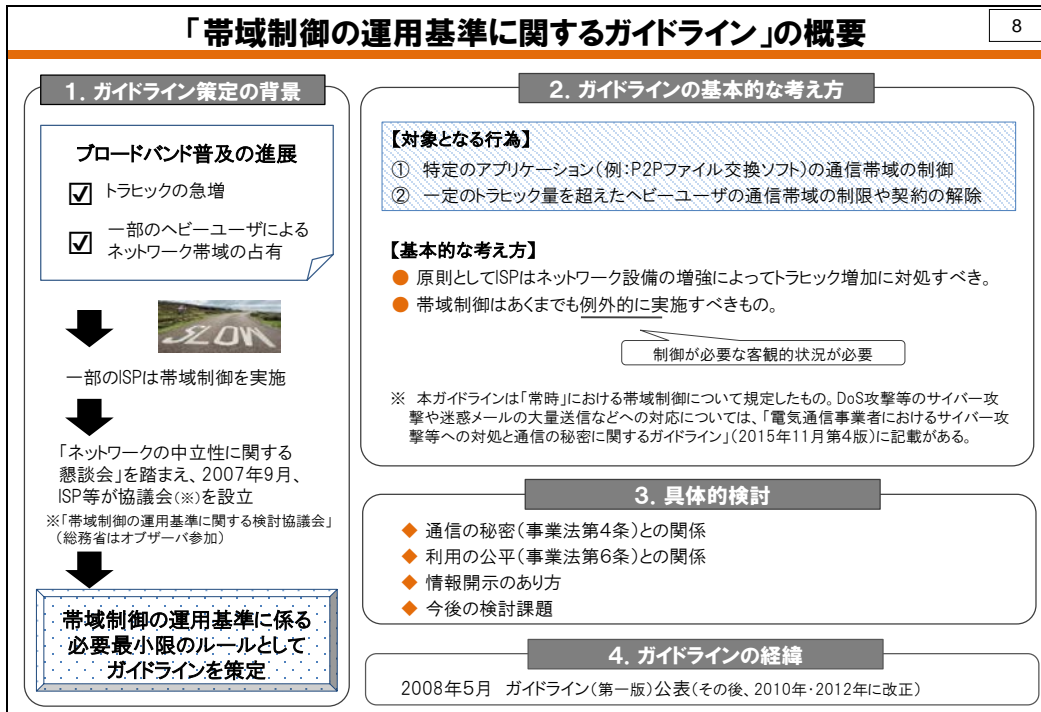 「帯域制御の運用基準に関するガイドライン」の概要
8
1. ガイドライン策定の背景
ブロードバンド普及の進展
トラヒックの急増
一部のヘビーユーザによる
ネットワーク帯域の占有
SLOW
一部のISPは帯域制御を実施
「ネットワークの中立性に関する
懇談会」を踏まえ、2007年9月、
ISP等が協議会(※)を設立
※「帯域制御の運用基準に関する検討協議会」
(総務省はオブザーバ参加)
帯域制御の運用基準に係る
必要最小限のルールとして
ガイドラインを策定
2. ガイドラインの基本的な考え方
【対象となる行為】
① 特定のアプリケーション(例:P2Pファイル交換ソフト)の通信帯域の制御
② 一定のトラヒック量を超えたヘビーユーザの通信帯域の制限や契約の解除
【基本的な考え方】
● 原則としてISPはネットワーク設備の増強によってトラヒック増加に対処すべき。
● 帯域制御はあくまでも例外的に実施すべきもの。
制御が必要な客観的状況が必要
※ 本ガイドラインは「常時」における帯域制御について規定したもの。DoS攻撃等のサイバー攻
撃や迷惑メールの大量送信などへの対応については、「電気通信事業者におけるサイバー攻
撃等への対処と通信の秘密に関するガイドライン」(2015年11月第4版)に記載がある。
3. 具体的検討
◆ 通信の秘密(事業法第4条)との関係
◆ 利用の公平(事業法第6条)との関係
◆ 情報開示のあり方
◆ 今後の検討課題
4. ガイドラインの経緯
2008年5月 ガイドライン(第一版)公表(その後、2010年・2012年に改正)